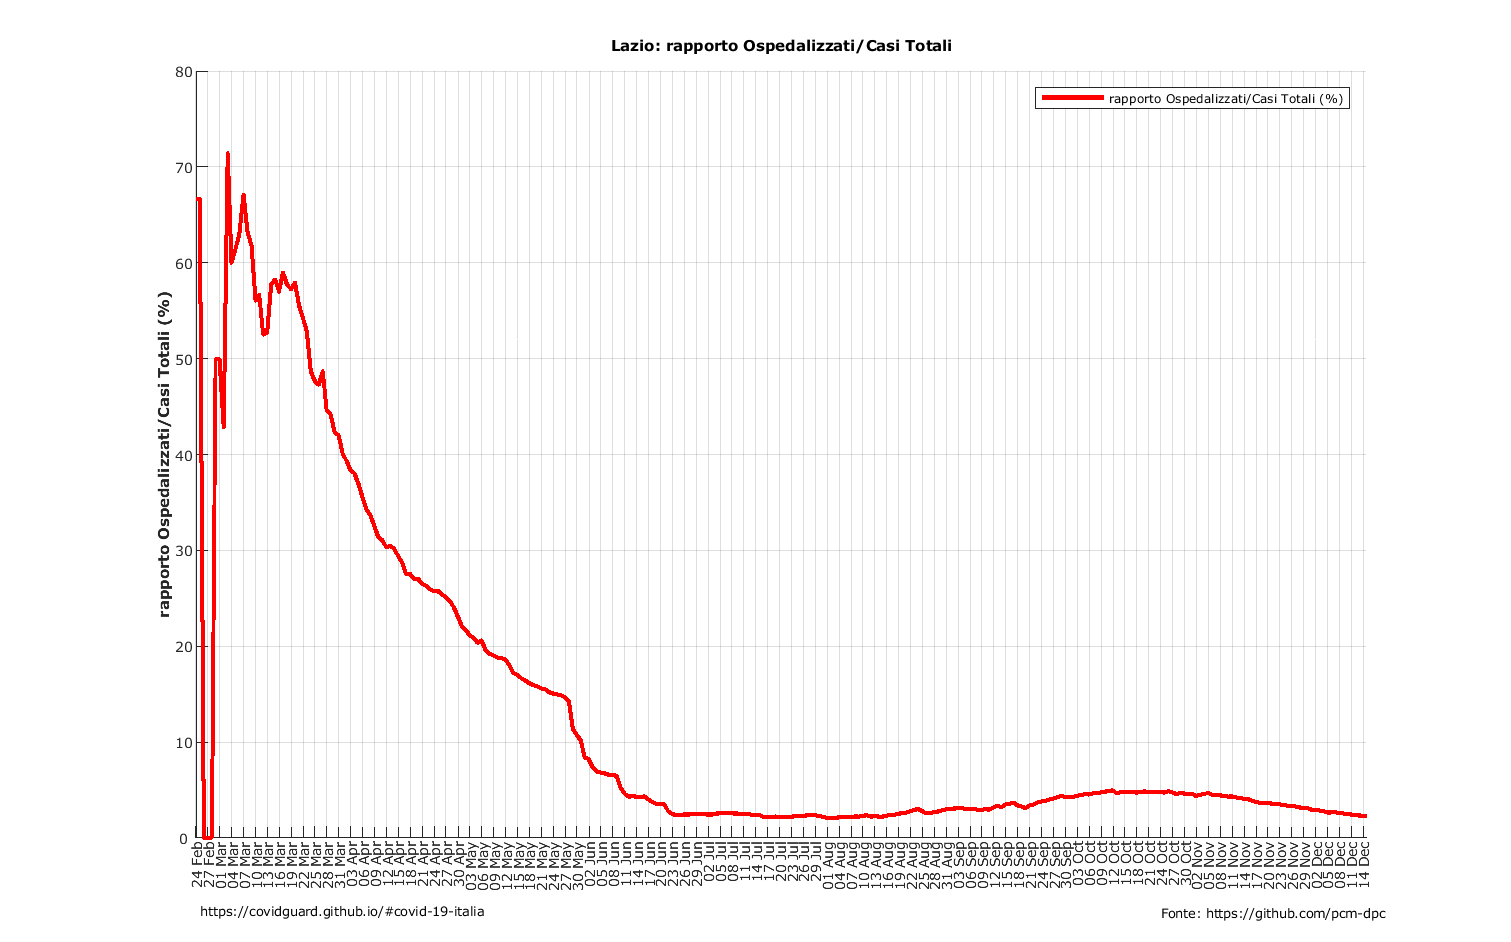 Lazio: rapporto Ospedalizzati/Casi Totali
rapporto Ospedalizzati/Casi Totali (%)
rapporto Ospedalizzati/Casi Totali (%)
80
70
60
50
40
30
20
10
0
24 Feb
27 Feb
01 Mar
04 Mar
07 Mar
10 Mar
13 Mar
16 Mar
19 Mar
22 Mar
25 Mar
28 Mar
31 Mar
03 Apr
06 Apr
09 Apr
12 Apr
15 Apr
18 Apr
21 Apr
24 Apr
27 Apr
30 Apr
03 May
06 May
09 May
12 May
15 May
18 May
21 May
24 May
27 May
30 May
02 Jun
05 Jun
08 Jun
11 Jun
14 Jun
17 Jun
20 Jun
23 Jun
26 Jun
29 Jun
02 Jul
05 Jul
08 Jul
11 Jul
14 Jul
17 Jul
20 Jul
23 Jul
26 Jul
29 Jul
01 Aug
04 Aug
07 Aug
10 Aug
13 Aug
16 Aug
19 Aug
22 Aug
25 Aug
28 Aug
31 Aug
03 Sep
06 Sep
09 Sep
12 Sep
15 Sep
18 Sep
21 Sep
24 Sep
27 Sep
30 Sep
03 Oct
06 Oct
09 Oct
12 Oct
15 Oct
18 Oct
21 Oct
24 Oct
27 Oct
30 Oct
02 Nov
05 Nov
08 Nov
11 Nov
14 Nov
17 Nov
20 Nov
23 Nov
26 Nov
29 Nov
02 Dec
05 Dec
08 Dec
11 Dec
14 Dec
https://covidguard.github.io/#covid-19-italia
Fonte: https://github.com/pcm-dpc